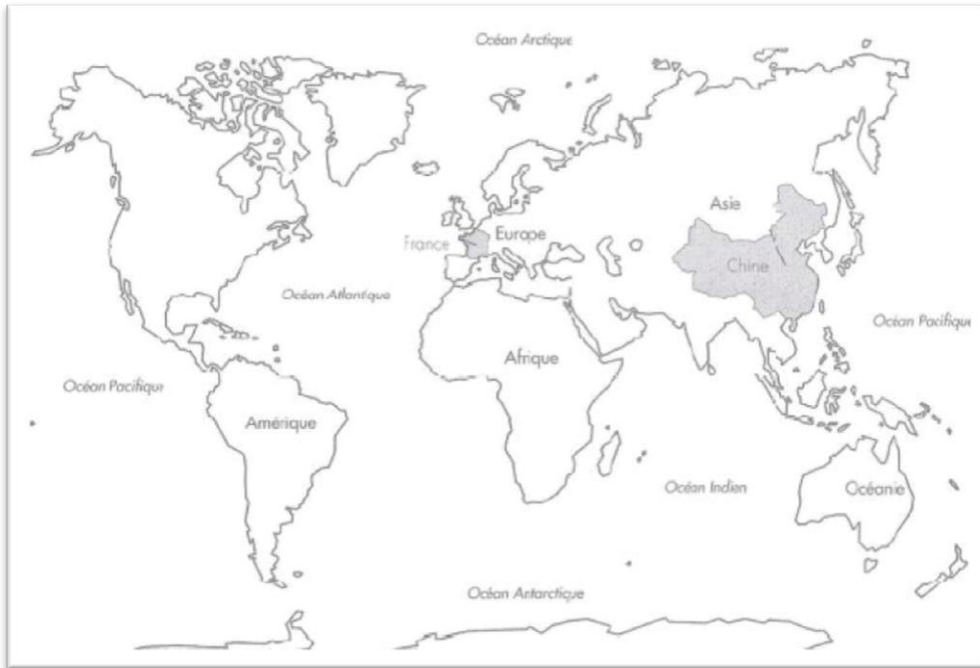 Océan Arctique
Asie
France
Europe
Chine
Océan Atlantique
Océan Pacifique
Afrique
Océan Pacifique
Amérique
Océan Indien
Océanie
Océan Antarctique